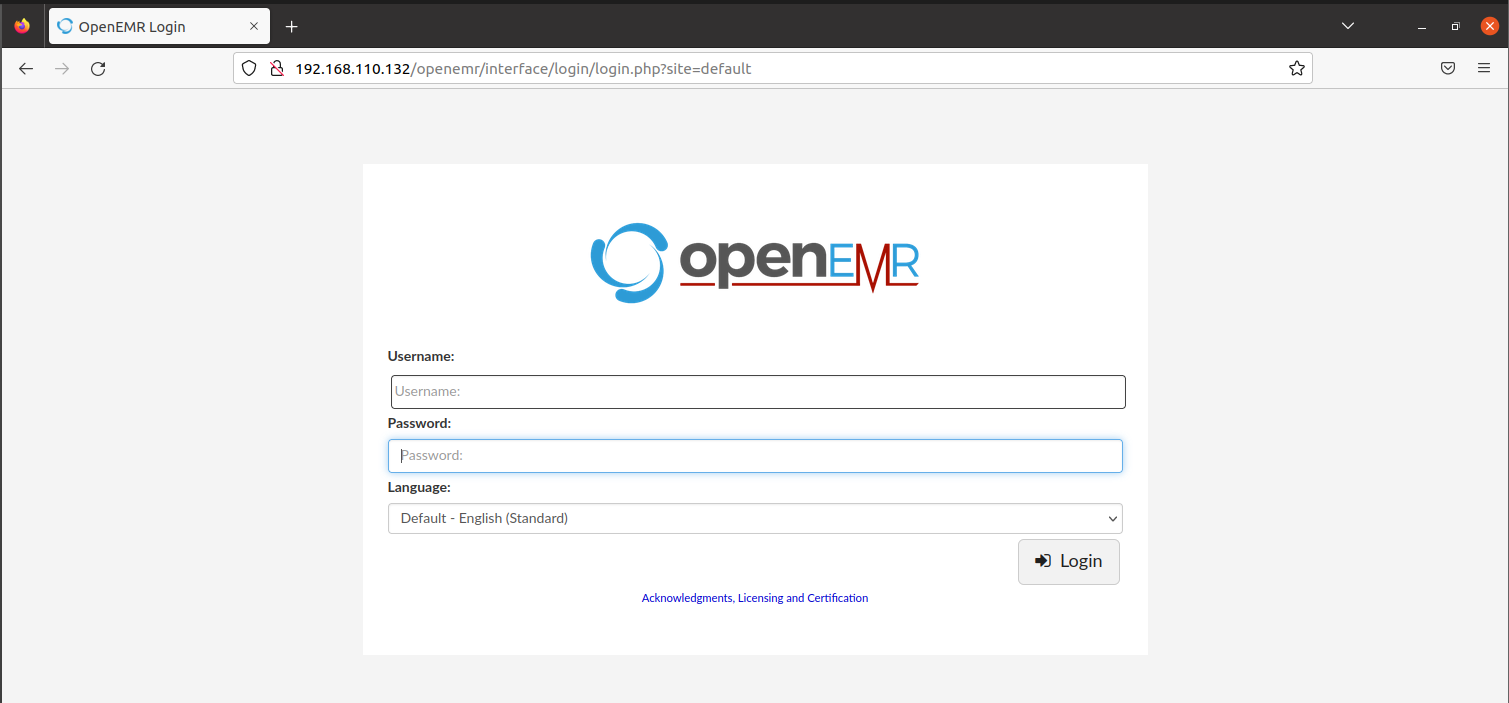 OpenEMR Login
192.168.110.132/openemr/interface/login/login.php?site=default
openEMR
Username:
Username:
Password:
Password:
Language:
Default - English (Standard)
Login
Acknowledgments, Licensing and Certification